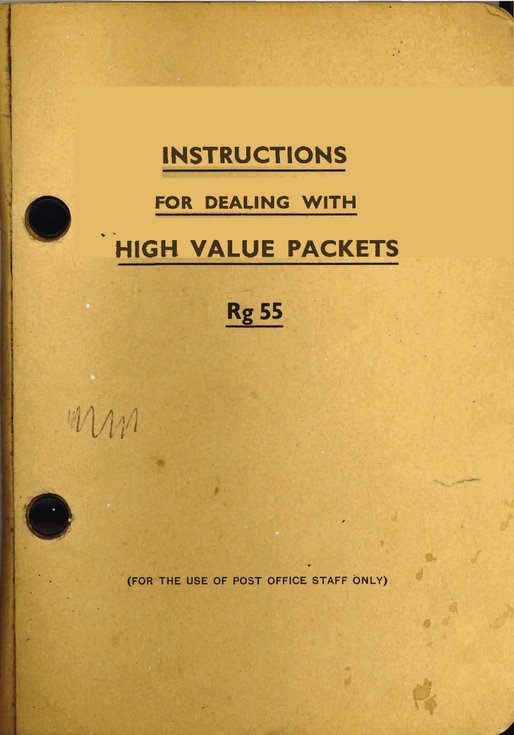 INSTRUCTIONS
FOR DEALING WITH
HIGH VALUE PACKETS
Rg 55
(FOR THE USE OF POST OFFICE STAFF ONLY)